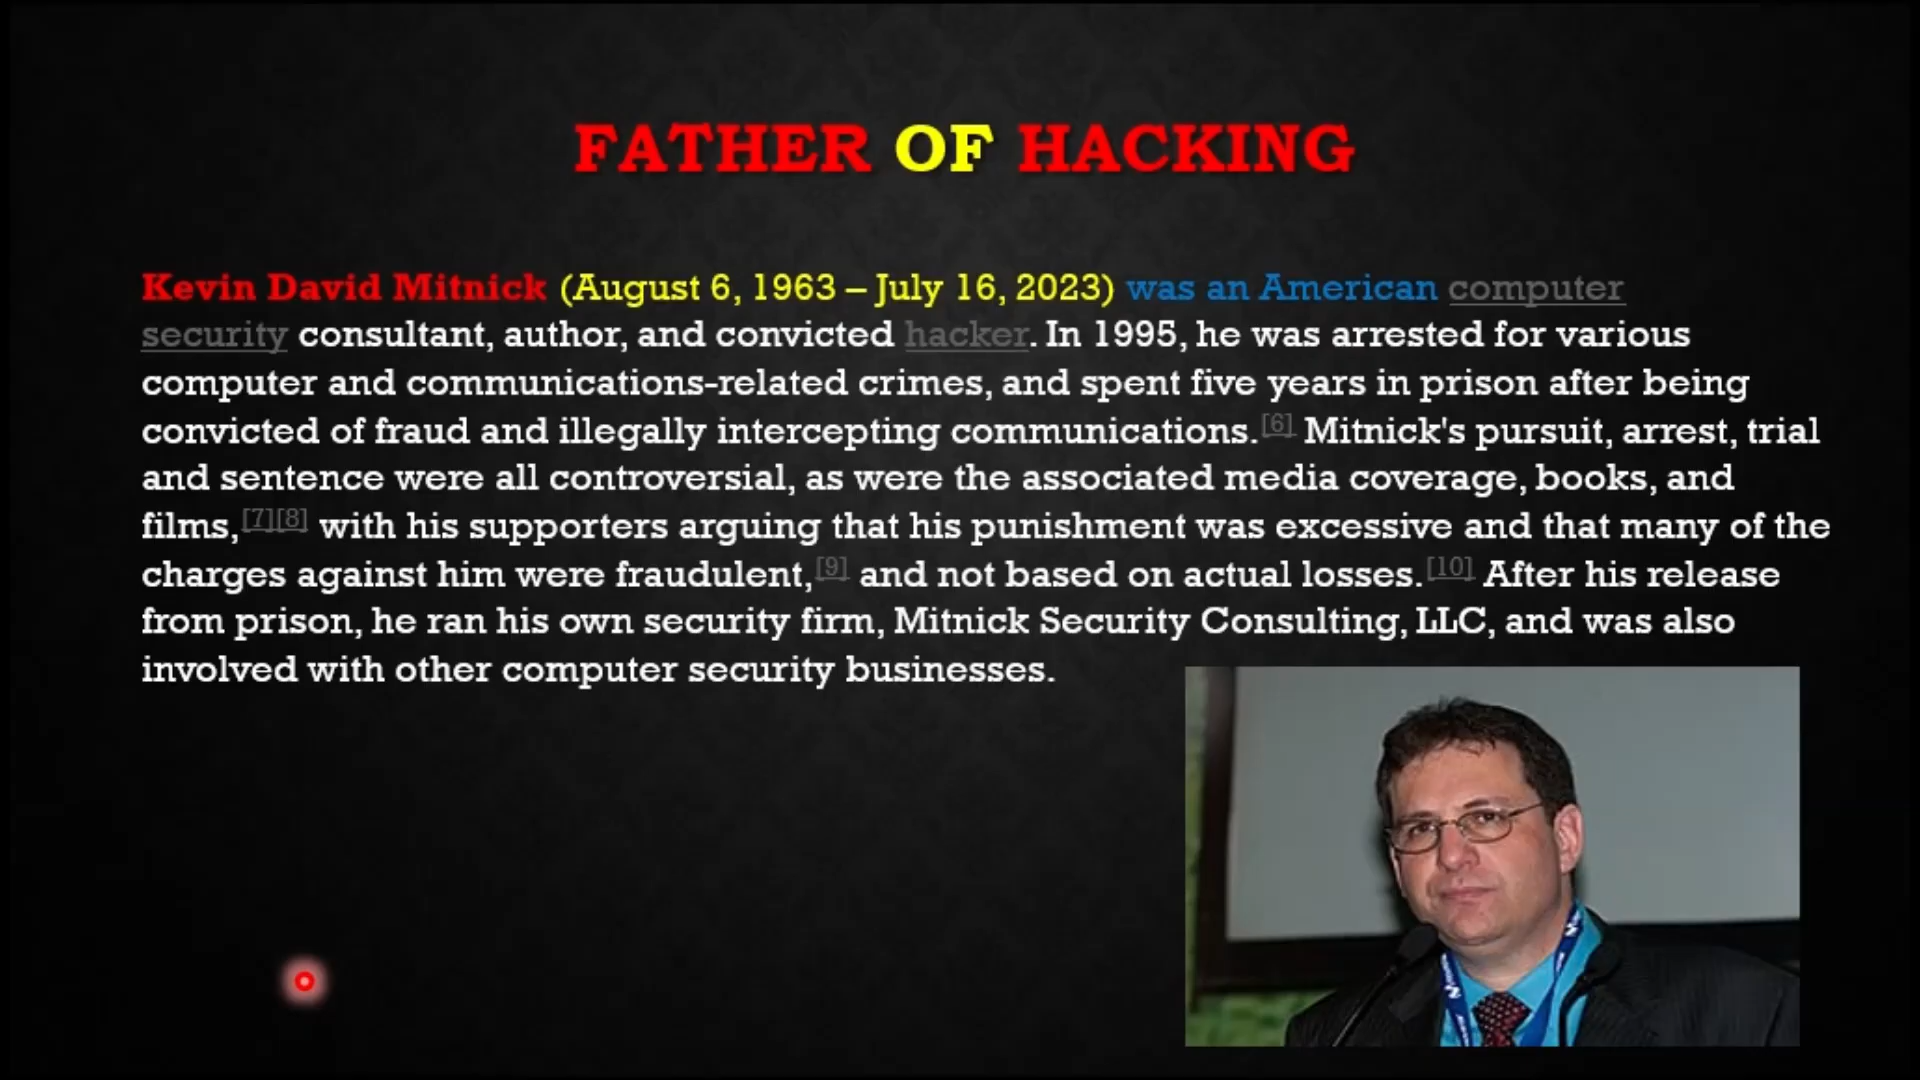 FATHER OF HACKING
Kevin David Mitnick (August 6, 1963 – July 16, 2023) was an American computer
security consultant, author, and convicted hacker. In 1995, he was arrested for various
computer and communications-related crimes, and spent five years in prison after being
convicted of fraud and illegally intercepting communications.[6] Mitnick's pursuit, arrest, trial
and sentence were all controversial, as were the associated media coverage, books, and
films,[7][8] with his supporters arguing that his punishment was excessive and that many of the
charges against him were fraudulent,[9] and not based on actual losses.[10] After his release
from prison, he ran his own security firm, Mitnick Security Consulting, LLC, and was also
involved with other computer security businesses.